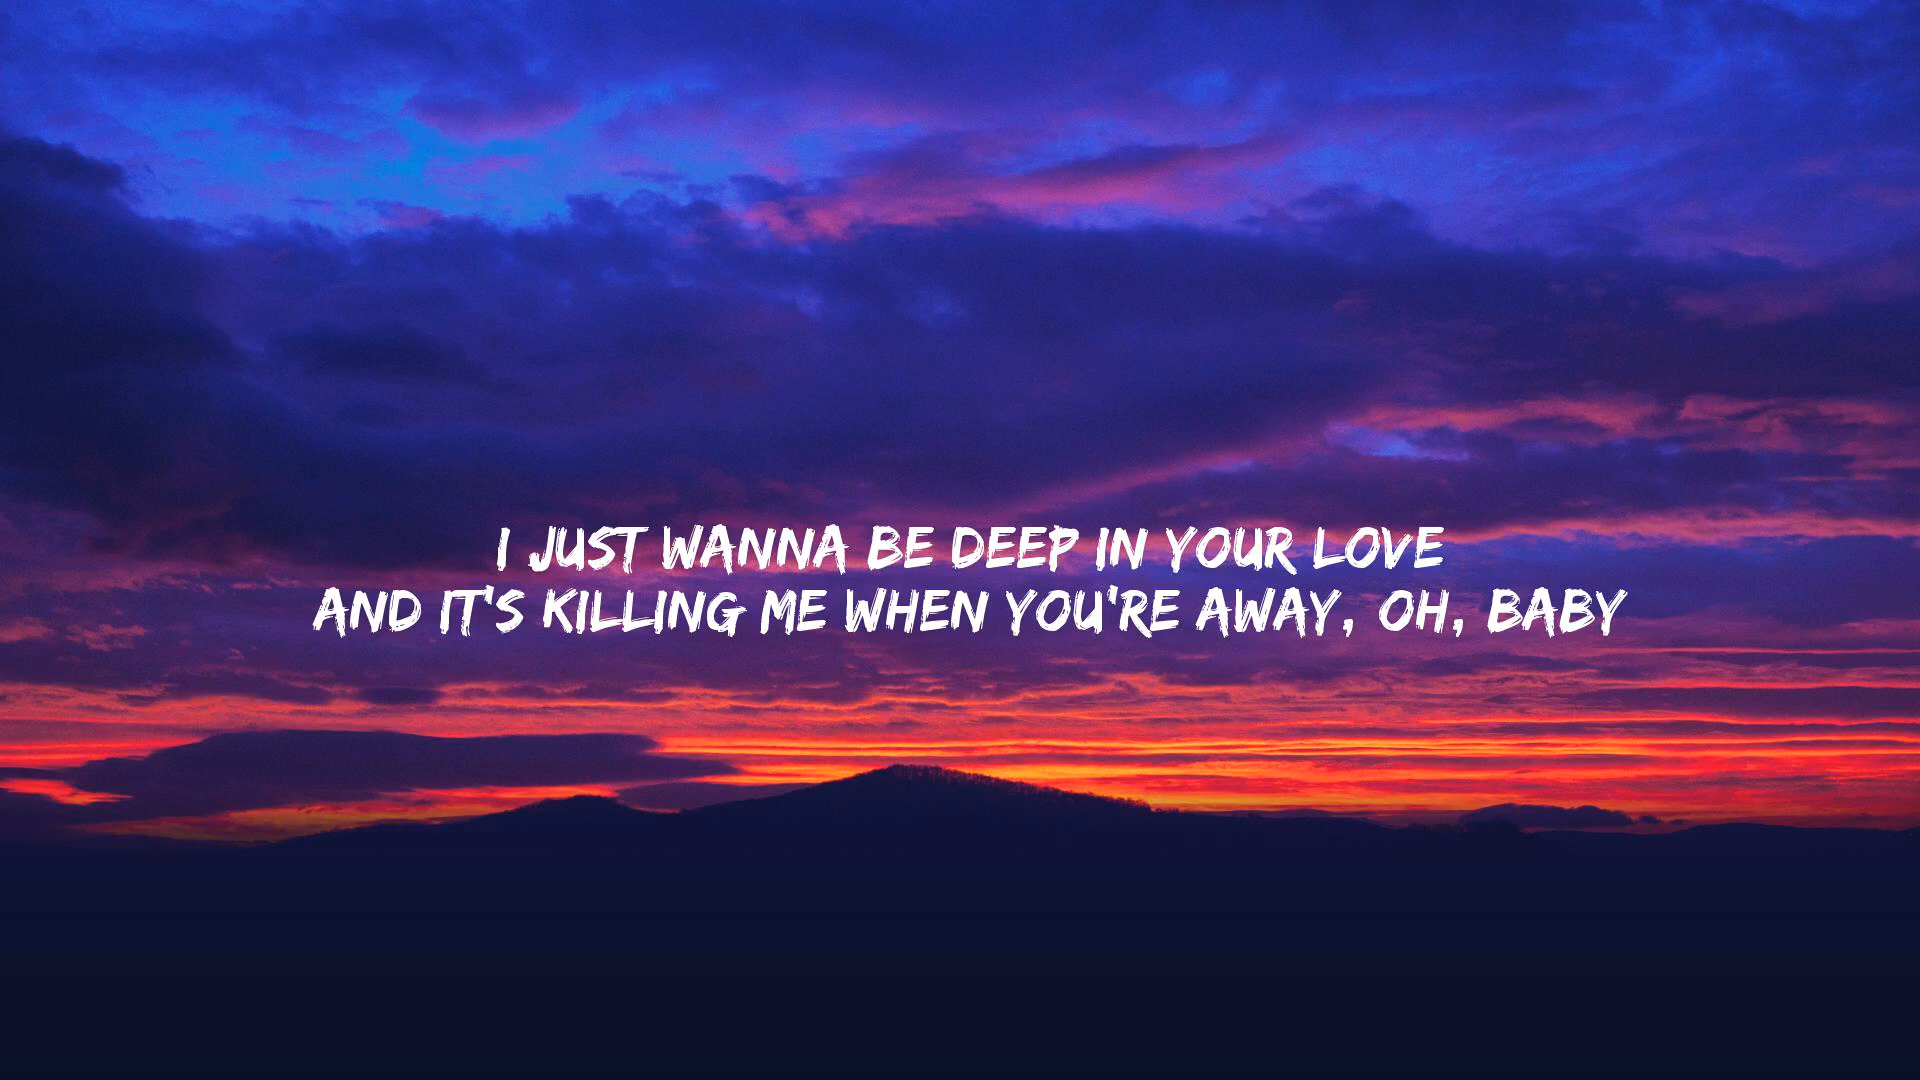 I JUST WANNA BE DEEP IN YOUR LOVE
AND IT'S KILLING ME WHEN YOU'RE AWAY, OH, BABY